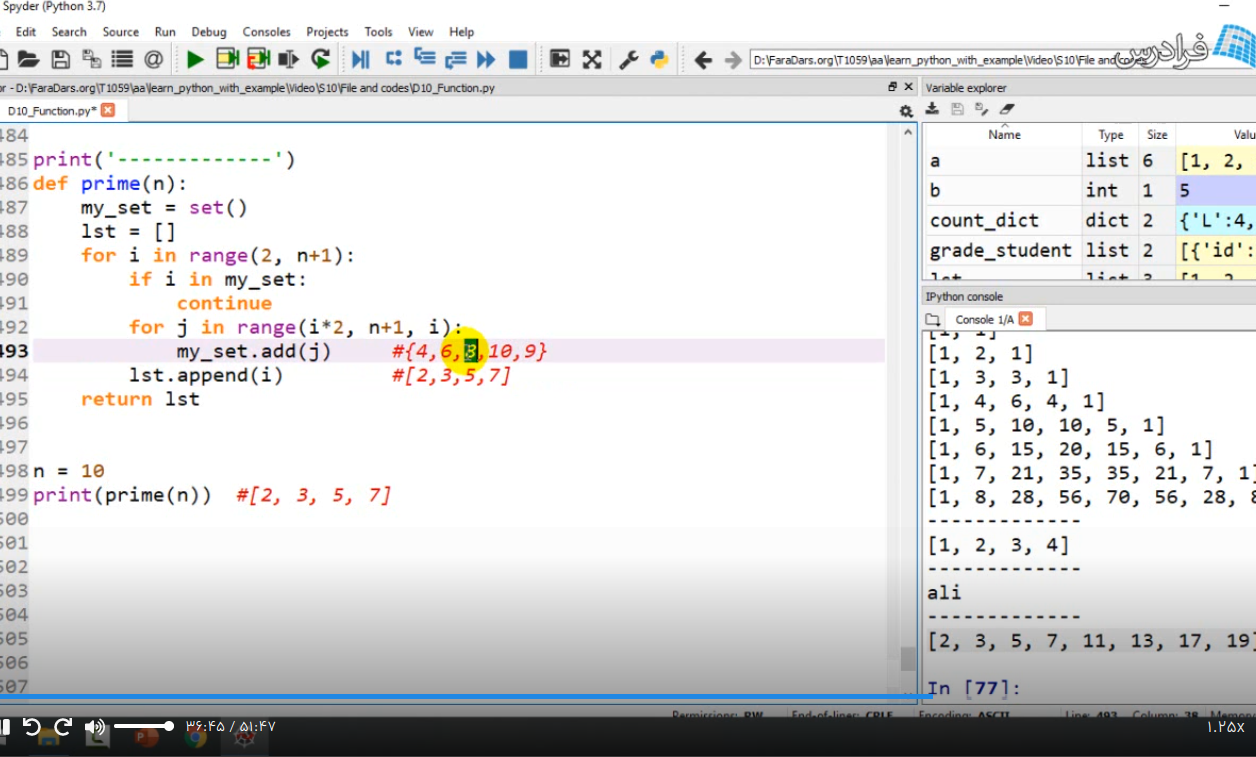 Spyder (Python 3.7)
Edit Search Source Run Debug Consoles Projects Tools View Help
D:\FaraDars.org\T1059\aa\learn_python_with_example\Video\S10\File and codes
فرادرس
or - D:\FaraDars.org\T1059\aa\learn_python_with_example\Video\S10\File and codes\D10_Function.py
D10_Function.py*
484
485 print('-------------')
486 def prime(n):
487     my_set = set()
488     lst = []
489     for i in range(2, n+1):
490         if i in my_set:
491             continue
492         for j in range(i*2, n+1, i):
493             my_set.add(j)     #{4,6,8,10,9}
494         lst.append(i)         #[2,3,5,7]
495     return lst
496
497
498 n = 10
499 print(prime(n))  #[2, 3, 5, 7]
500
501
502
503
504
505
506
507
Variable explorer
Name Type Size Valu
a list 6 [1, 2,
b int 1 5
count_dict dict 2 {'L':4,
grade_student list 2 [{'id':
lst list 3 [1, 2
IPython console
Console 1/A
[1, 1]
[1, 2, 1]
[1, 3, 3, 1]
[1, 4, 6, 4, 1]
[1, 5, 10, 10, 5, 1]
[1, 6, 15, 20, 15, 6, 1]
[1, 7, 21, 35, 35, 21, 7, 1]
[1, 8, 28, 56, 70, 56, 28, 8
-------------
[1, 2, 3, 4]
-------------
ali
-------------
[2, 3, 5, 7, 11, 13, 17, 19]
In [77]:
Permissions: RW End-of-lines: CRLF Encoding: ASCII Line: 493 Column: 38 Memory
۳۶:۴۵ / ۵۱:۴۷
۱.۲۵x